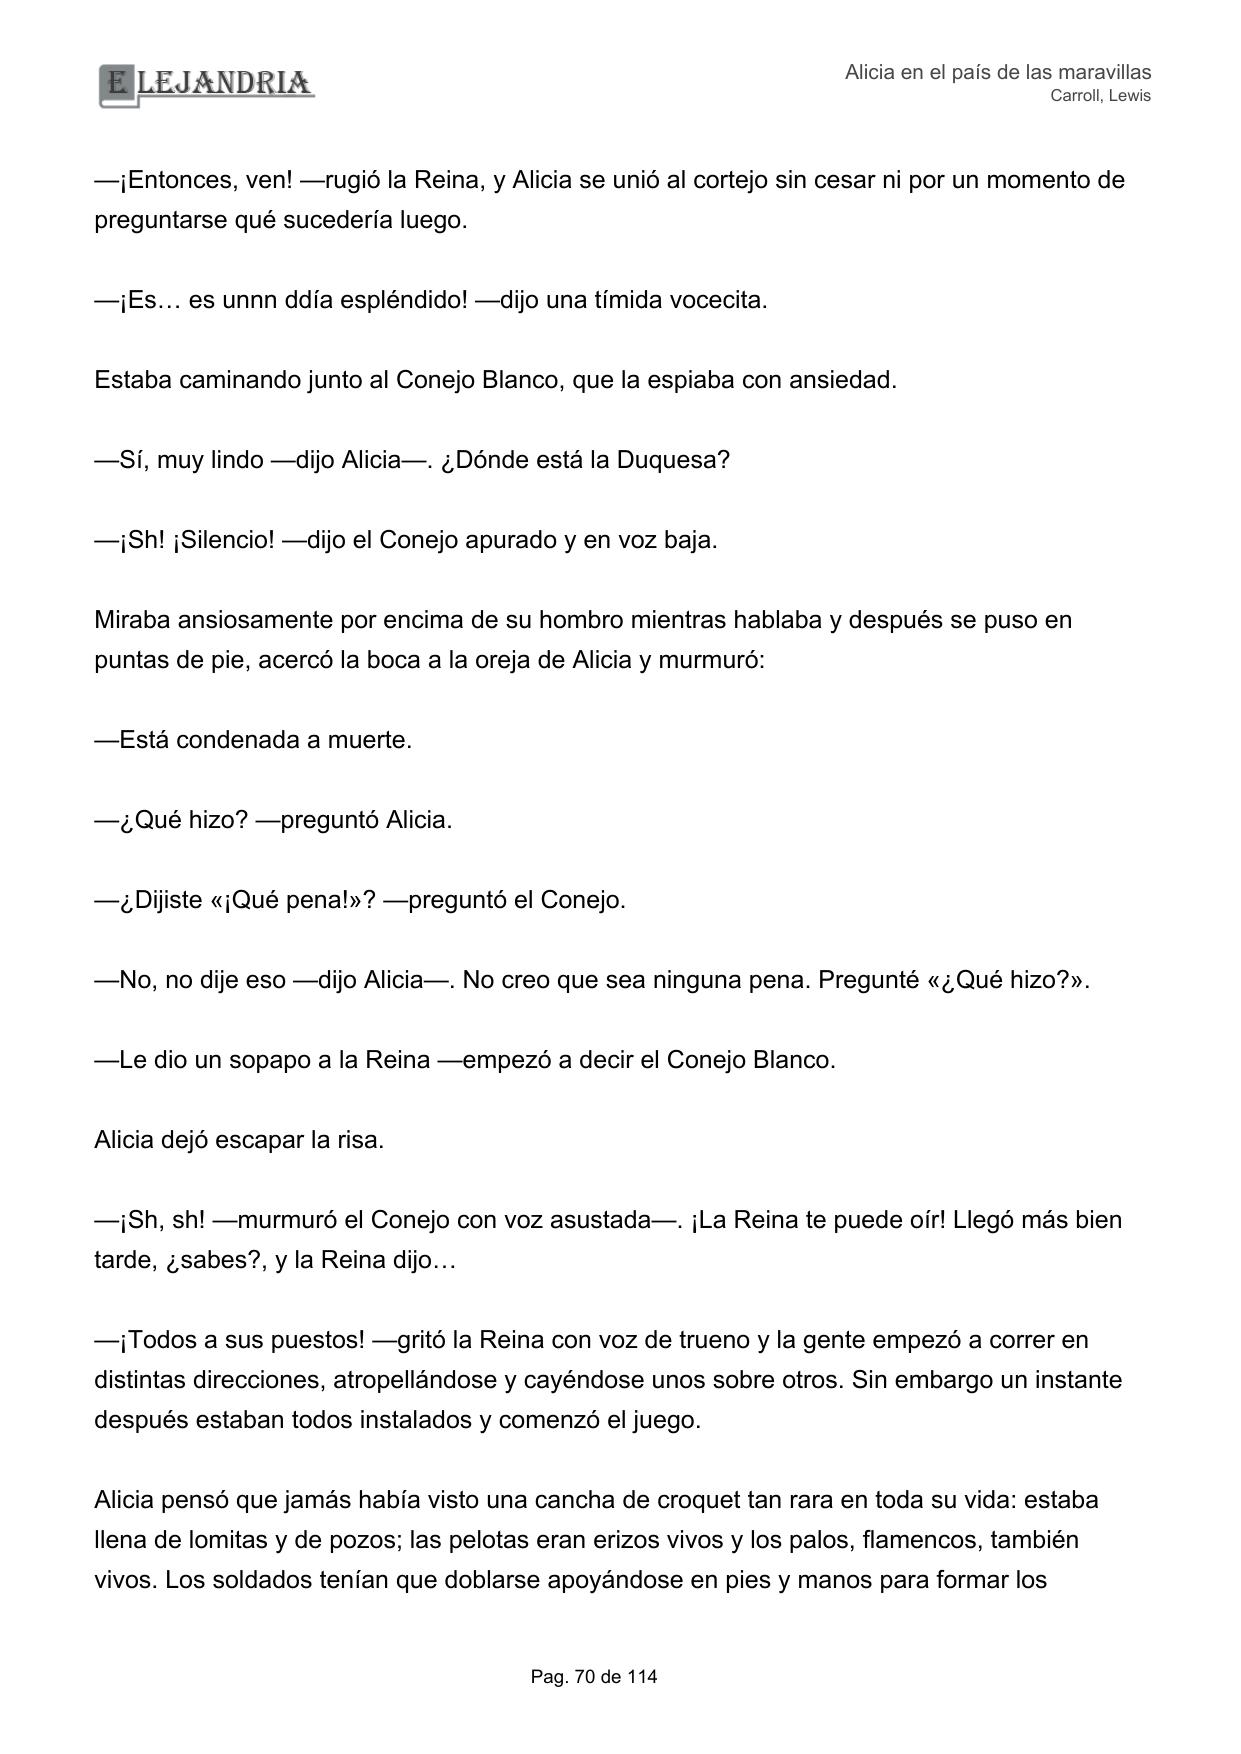 ELEJANDRIA
Alicia en el país de las maravillas
Carroll, Lewis
—¡Entonces, ven! —rugió la Reina, y Alicia se unió al cortejo sin cesar ni por un momento de
preguntarse qué sucedería luego.
—¡Es… es unnn ddía espléndido! —dijo una tímida vocecita.
Estaba caminando junto al Conejo Blanco, que la espiaba con ansiedad.
—Sí, muy lindo —dijo Alicia—. ¿Dónde está la Duquesa?
—¡Sh! ¡Silencio! —dijo el Conejo apurado y en voz baja.
Miraba ansiosamente por encima de su hombro mientras hablaba y después se puso en
puntas de pie, acercó la boca a la oreja de Alicia y murmuró:
—Está condenada a muerte.
—¿Qué hizo? —preguntó Alicia.
—¿Dijiste «¡Qué pena!»? —preguntó el Conejo.
—No, no dije eso —dijo Alicia—. No creo que sea ninguna pena. Pregunté «¿Qué hizo?».
—Le dio un sopapo a la Reina —empezó a decir el Conejo Blanco.
Alicia dejó escapar la risa.
—¡Sh, sh! —murmuró el Conejo con voz asustada—. ¡La Reina te puede oír! Llegó más bien
tarde, ¿sabes?, y la Reina dijo…
—¡Todos a sus puestos! —gritó la Reina con voz de trueno y la gente empezó a correr en
distintas direcciones, atropellándose y cayéndose unos sobre otros. Sin embargo un instante
después estaban todos instalados y comenzó el juego.
Alicia pensó que jamás había visto una cancha de croquet tan rara en toda su vida: estaba
llena de lomitas y de pozos; las pelotas eran erizos vivos y los palos, flamencos, también
vivos. Los soldados tenían que doblarse apoyándose en pies y manos para formar los
Pag. 70 de 114